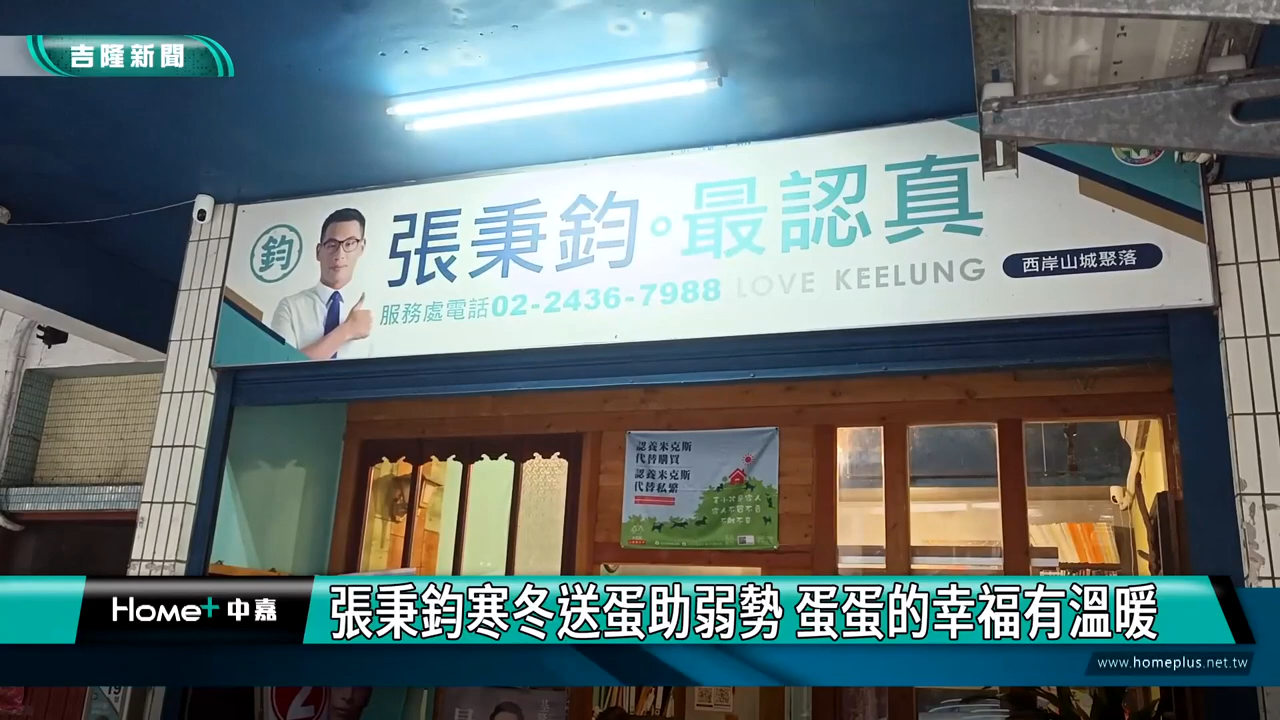 吉隆新聞
鈞
張秉鈞。最認真
服務處電話02-2436-7988
LOVE KEELUNG
西岸山城聚落
認養米克斯
代替購買
認養米克斯
代替私繁
Home+ 中嘉
張秉鈞寒冬送蛋助弱勢 蛋蛋的幸福有溫暖
www.homeplus.net.tw
2